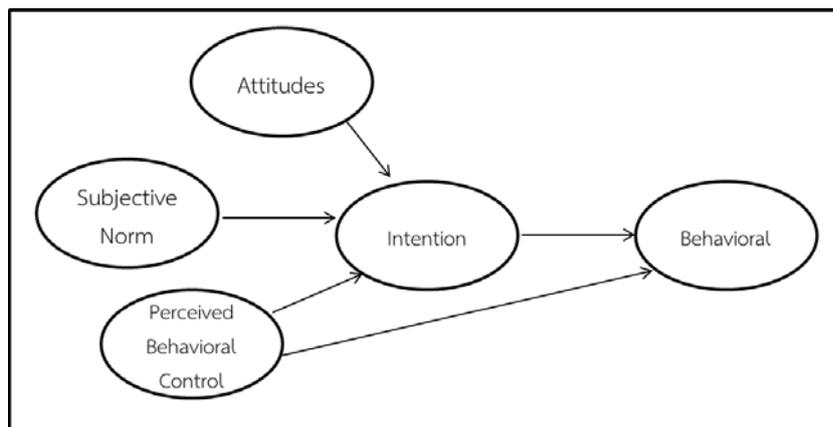 Attitudes
Subjective
Norm
Intention
Behavioral
Perceived
Behavioral
Control